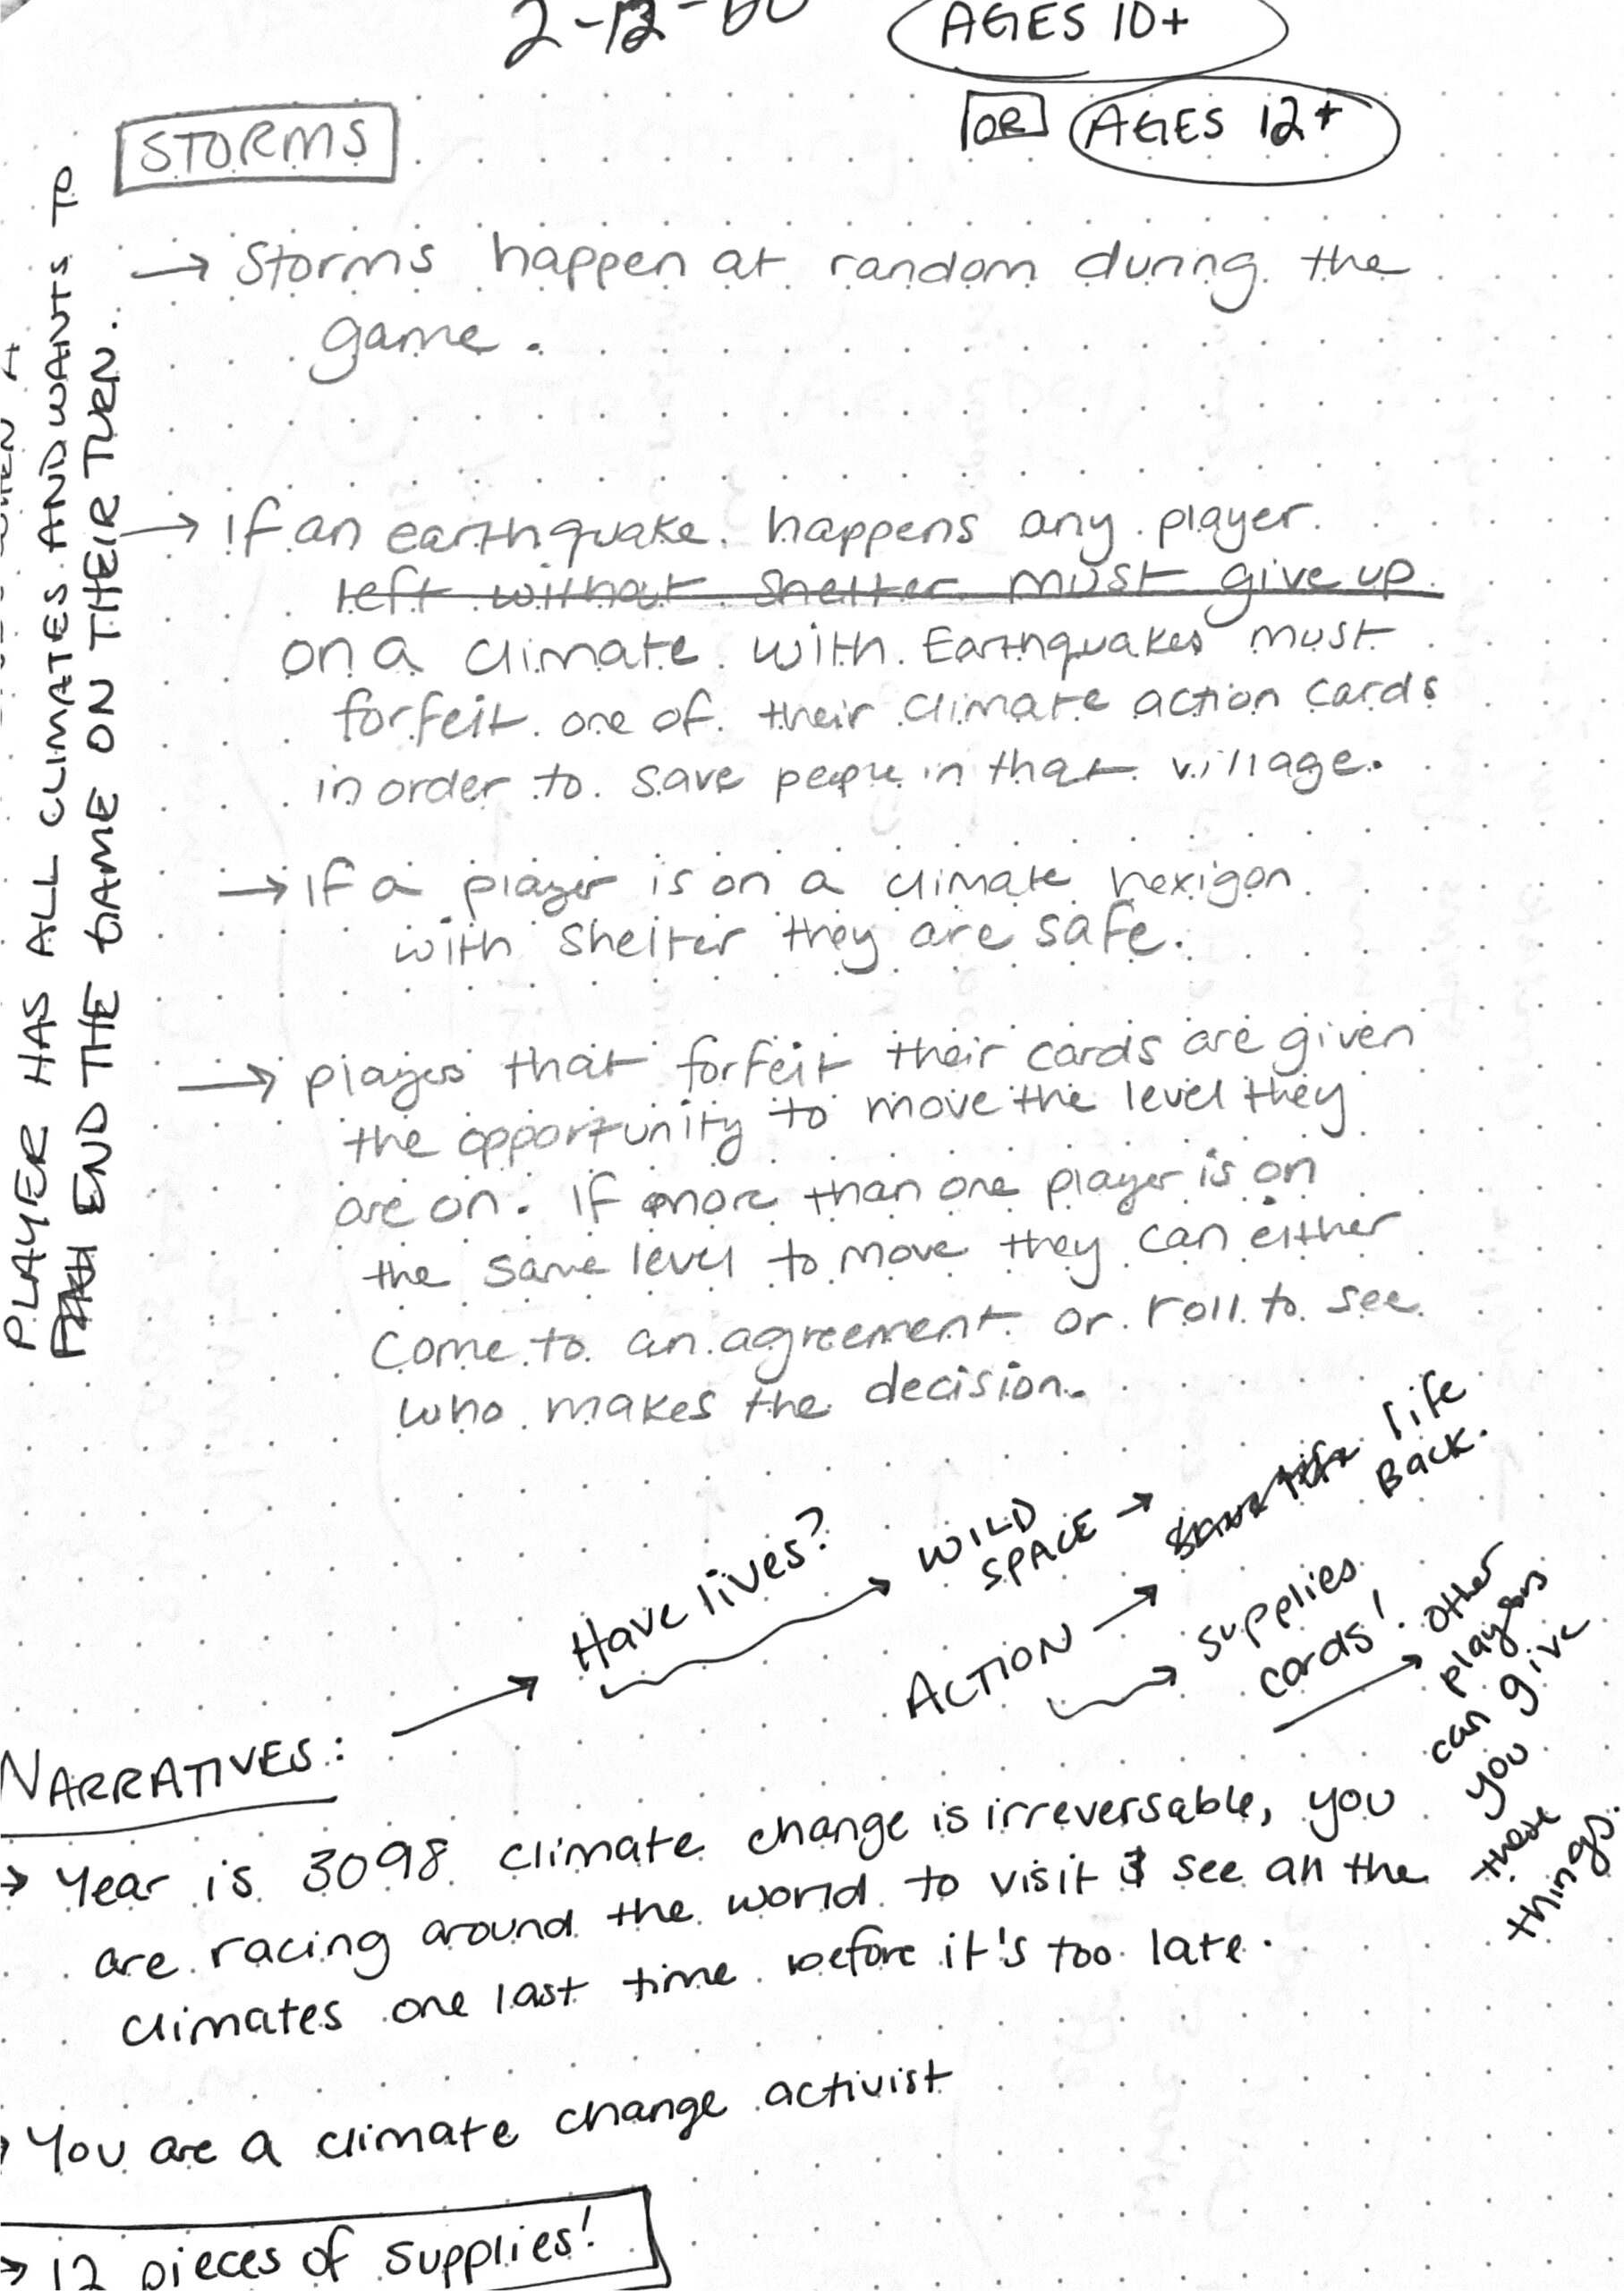 AGES 10+
OR AGES 12+
STORMS
→ Storms happen at random during the
game.
→ If an earthquake happens any player
left without shelter must give up
on a climate with Earthquakes must
forfeit one of their climate action cards
in order to save people in that village.
→ If a player is on a climate hexigon
with shelter they are safe.
→ players that forfeit their cards are given
the opportunity to move the level they
are on. If more than one player is on
the same level to move they can either
come to an agreement or roll to see
who makes the decision.
PLAYER HAS ALL CLIMATES AND WANTS TO
END THE GAME ON THEIR TURN.
NARRATIVES: → Have lives? → WILD
SPACE → life
BACK.
ACTION → supplies
cards! → other
players
can give
you
these
things.
→ Year is 3098 climate change is irreversable, you
are racing around the world to visit & see all the
climates one last time before it's too late.
→ You are a climate change activist
→ 12 pieces of supplies!